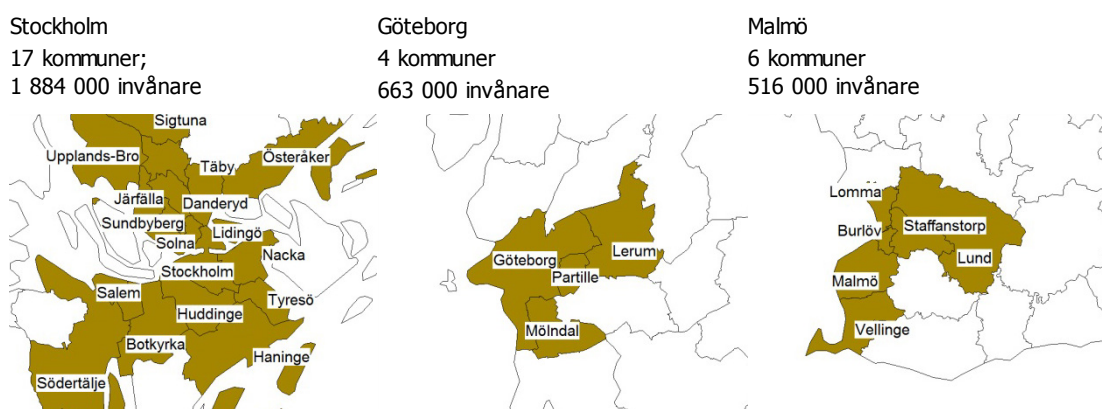 Stockholm
17 kommuner;
1 884 000 invånare
Göteborg
4 kommuner
663 000 invånare
Malmö
6 kommuner
516 000 invånare
Sigtuna
Upplands-Bro
Täby
Österåker
Järfälla
Danderyd
Sundbyberg
Lidingö
Solna
Nacka
Stockholm
Salem
Tyresö
Huddinge
Botkyrka
Haninge
Södertälje
Göteborg
Lerum
Partille
Mölndal
Lomma
Burlöv
Staffanstorp
Lund
Malmö
Vellinge